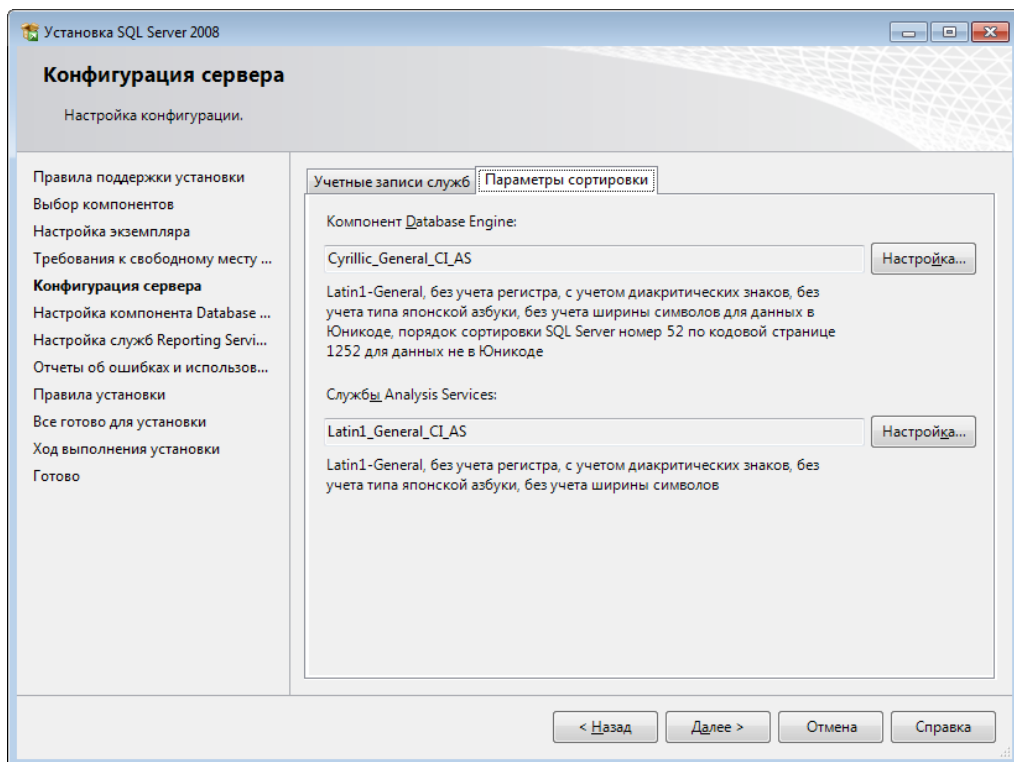 Установка SQL Server 2008
Конфигурация сервера
Настройка конфигурации.
Правила поддержки установки
Выбор компонентов
Настройка экземпляра
Требования к свободному месту ...
Конфигурация сервера
Настройка компонента Database ...
Настройка служб Reporting Servi...
Отчеты об ошибках и использов...
Правила установки
Все готово для установки
Ход выполнения установки
Готово
Учетные записи служб
Параметры сортировки
Компонент Database Engine:
Cyrillic_General_CI_AS
Настройка...
Latin1-General, без учета регистра, с учетом диакритических знаков, без
учета типа японской азбуки, без учета ширины символов для данных в
Юникоде, порядок сортировки SQL Server номер 52 по кодовой странице
1252 для данных не в Юникоде
Службы Analysis Services:
Latin1_General_CI_AS
Настройка...
Latin1-General, без учета регистра, с учетом диакритических знаков, без
учета типа японской азбуки, без учета ширины символов
< Назад
Далее >
Отмена
Справка